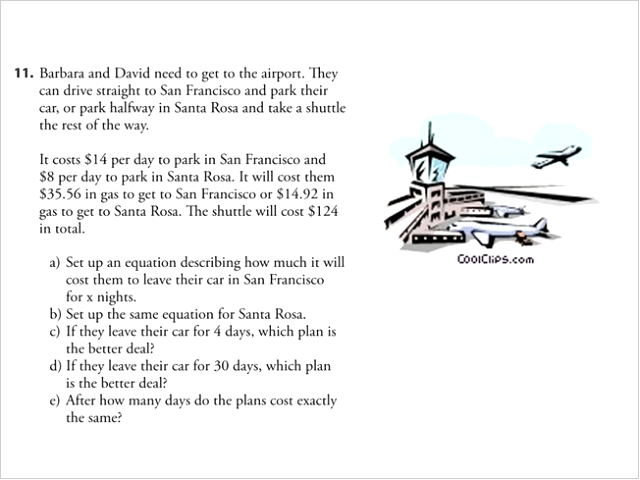 11. Barbara and David need to get to the airport. They
can drive straight to San Francisco and park their
car, or park halfway in Santa Rosa and take a shuttle
the rest of the way.
It costs $14 per day to park in San Francisco and
$8 per day to park in Santa Rosa. It will cost them
$35.56 in gas to get to San Francisco or $14.92 in
gas to get to Santa Rosa. The shuttle will cost $124
in total.
a) Set up an equation describing how much it will
cost them to leave their car in San Francisco
for x nights.
b) Set up the same equation for Santa Rosa.
c) If they leave their car for 4 days, which plan is
the better deal?
d) If they leave their car for 30 days, which plan
is the better deal?
e) After how many days do the plans cost exactly
the same?
COOLCLIPS.com